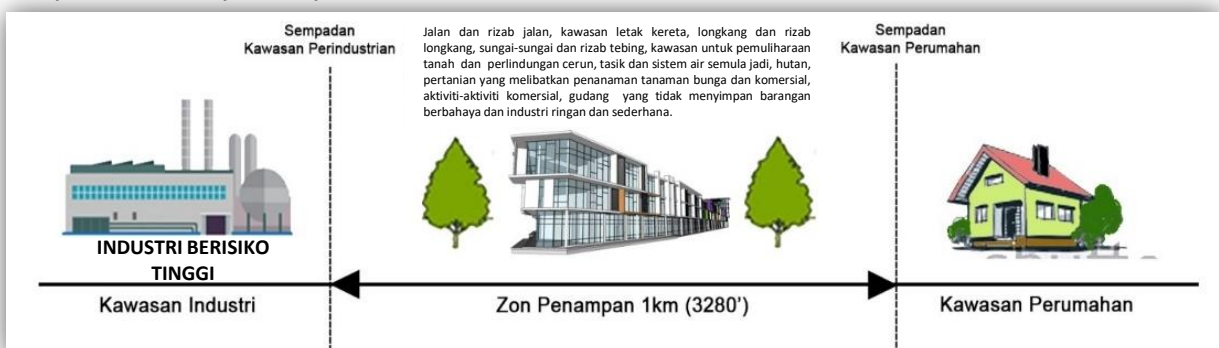 Sempadan
Kawasan Perindustrian
Jalan dan rizab jalan, kawasan letak kereta, longkang dan rizab
longkang, sungai-sungai dan rizab tebing, kawasan untuk pemuliharaan
tanah dan perlindungan cerun, tasik dan sistem air semula jadi, hutan,
pertanian yang melibatkan penanaman tanaman bunga dan komersial,
aktiviti-aktiviti komersial, gudang yang tidak menyimpan barangan
berbahaya dan industri ringan dan sederhana.
Sempadan
Kawasan Perumahan
INDUSTRI BERISIKO
TINGGI
Kawasan Industri
Zon Penampan 1km (3280')
Kawasan Perumahan